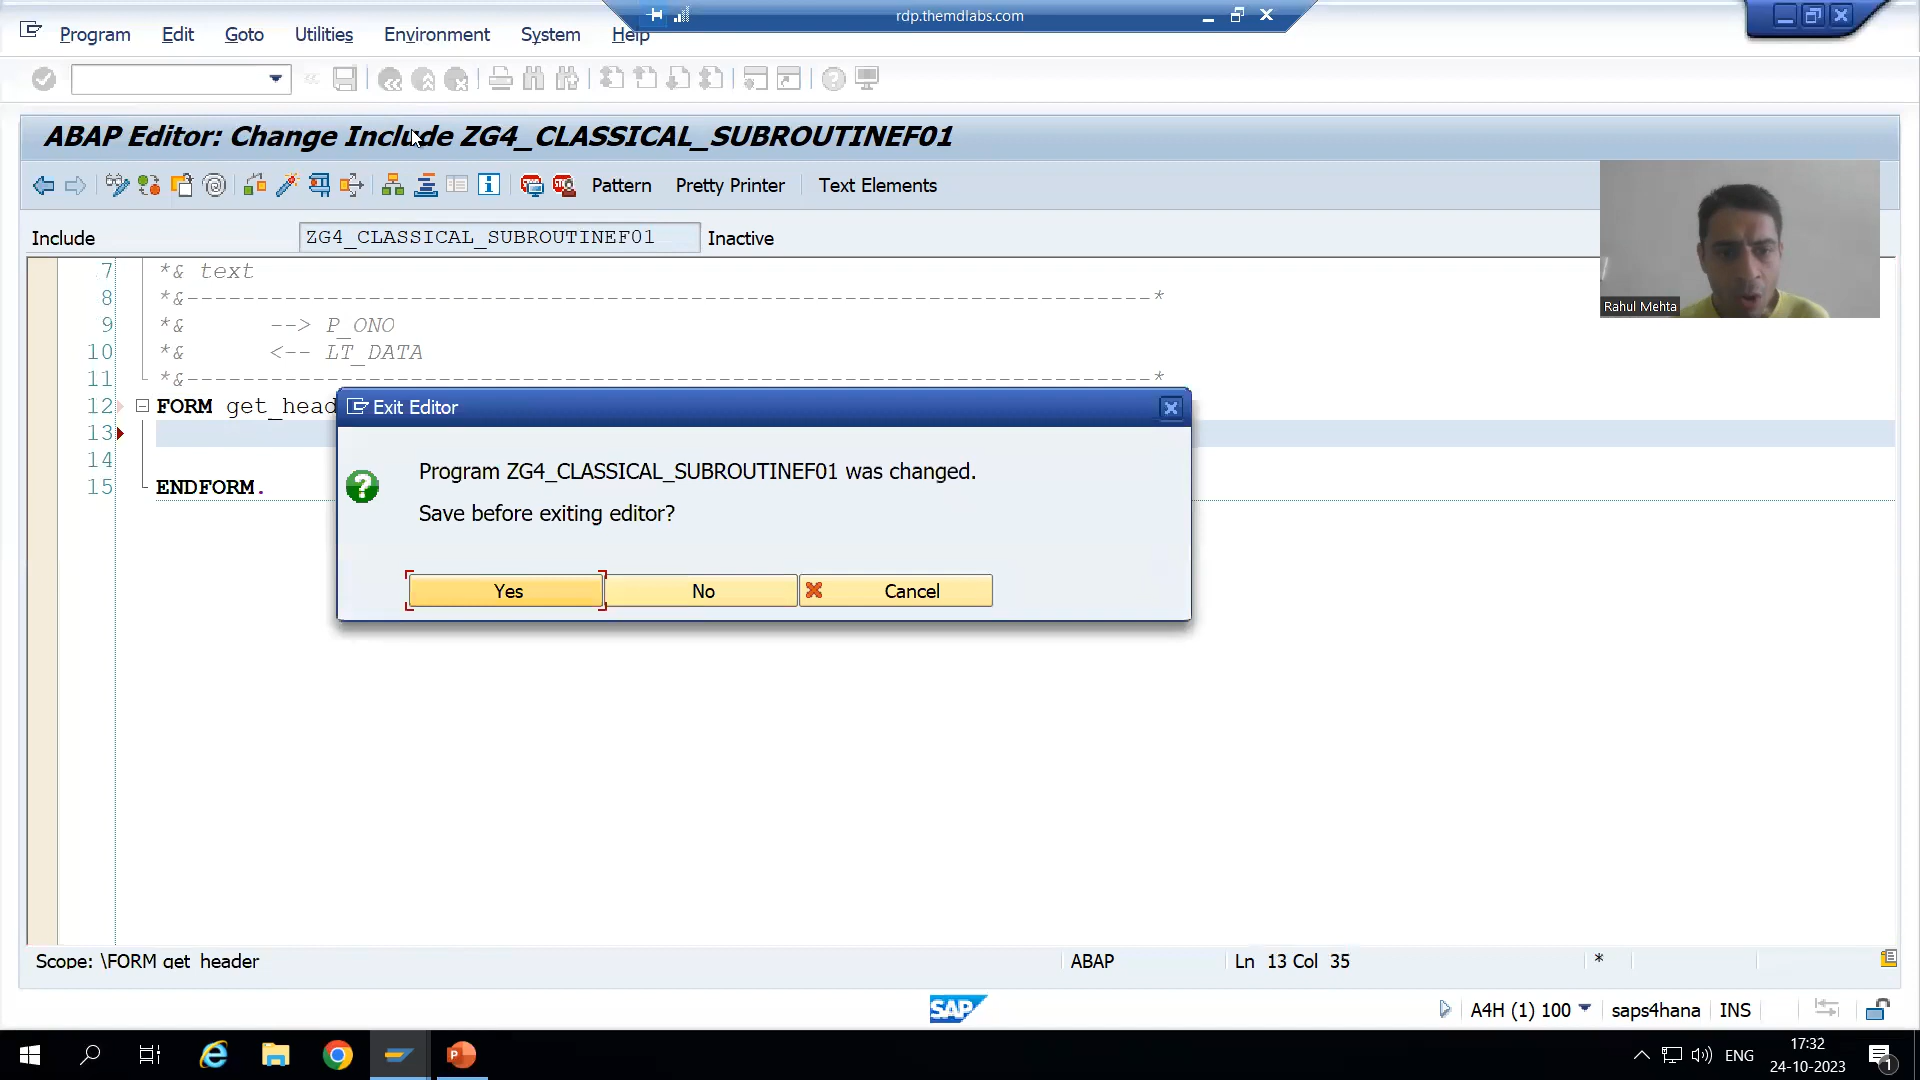 rdp.themdlabs.com
Program Edit Goto Utilities Environment System Help
ABAP Editor: Change Include ZG4_CLASSICAL_SUBROUTINEF01
Pattern Pretty Printer Text Elements
Include ZG4_CLASSICAL_SUBROUTINEF01 Inactive
Rahul Mehta
7 *& text
8 *&---------------------------------------------------------------------*
9 *& --> P_ONO
10 *& <-- LT_DATA
11 *&---------------------------------------------------------------------*
12 FORM get_head
13
14
15 ENDFORM.
Exit Editor
Program ZG4_CLASSICAL_SUBROUTINEF01 was changed.
Save before exiting editor?
Yes No Cancel
Scope: \FORM get_header ABAP Ln 13 Col 35 *
SAP A4H (1) 100 saps4hana INS
ENG 17:32
24-10-2023 1